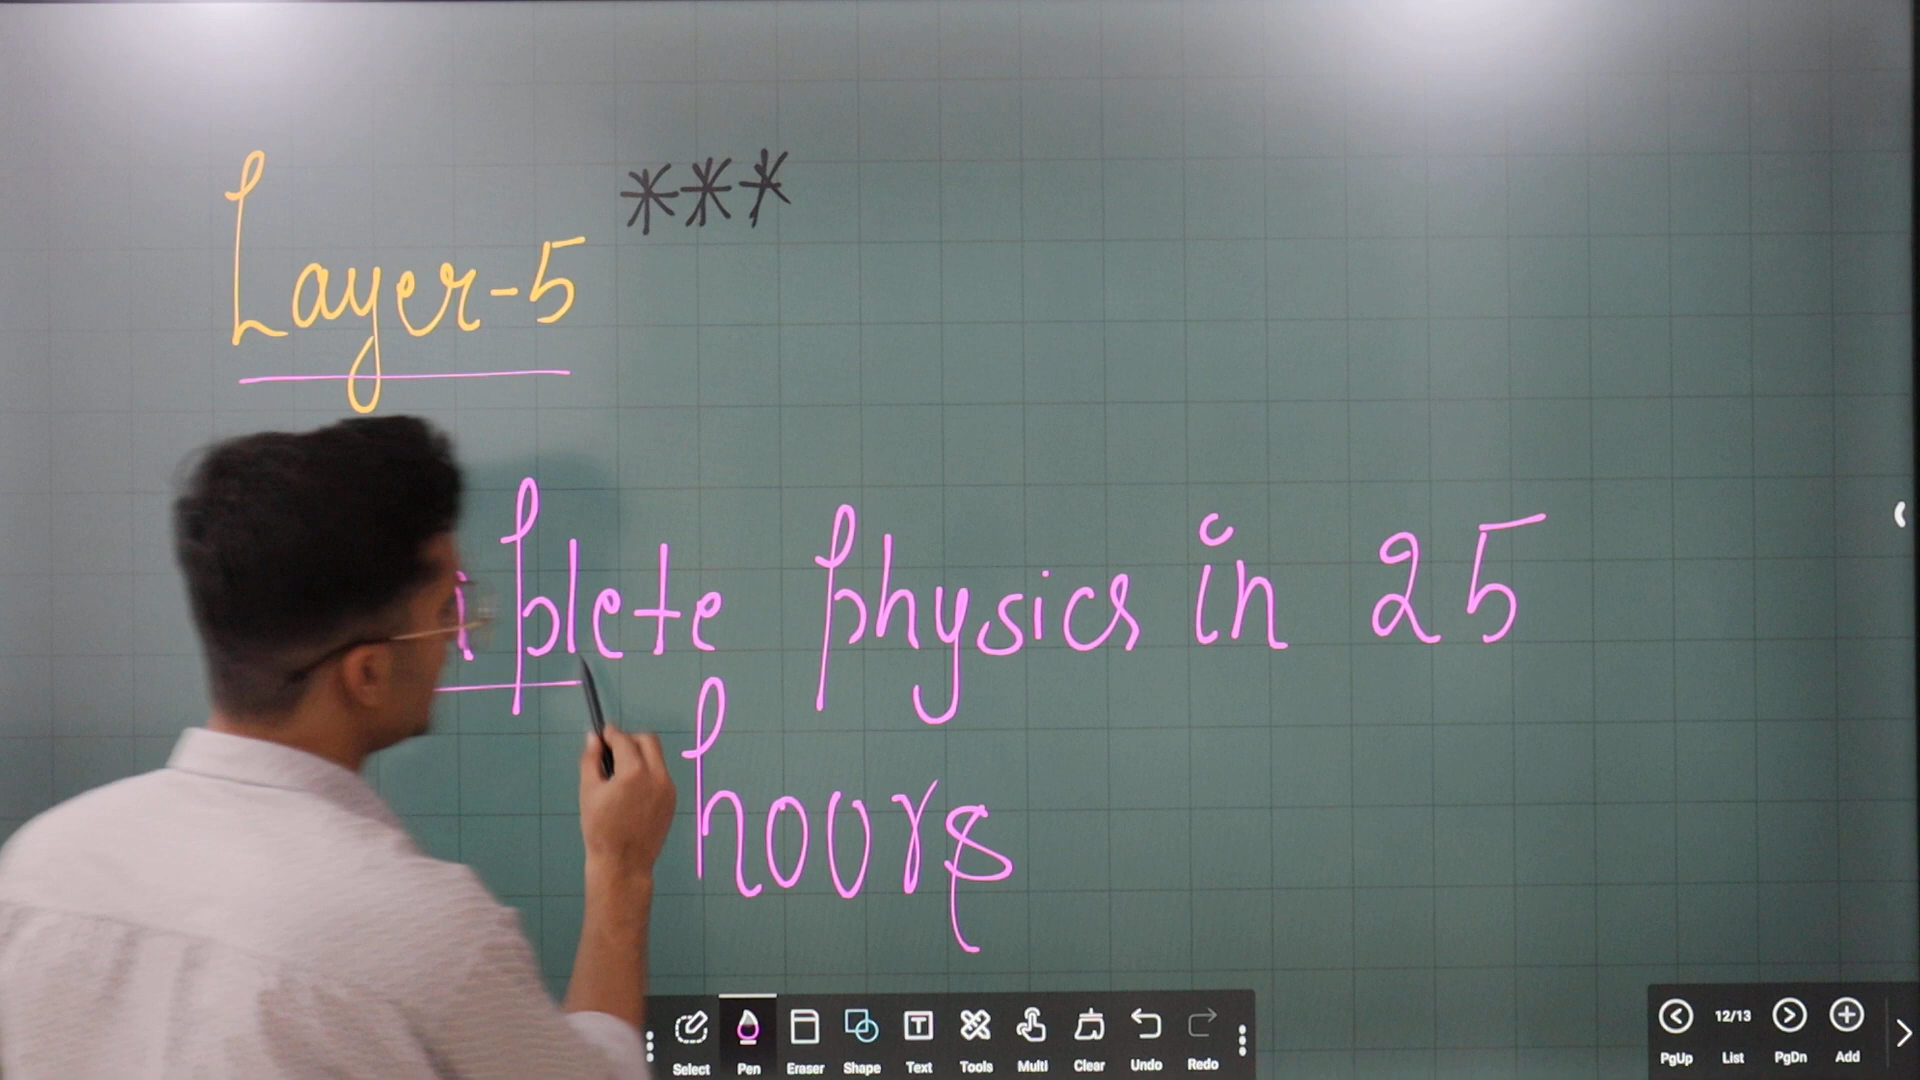 Layer-5 ***
plete physics in 25
hours
Select Pen Eraser Shape Text Tools Multi Clear Undo Redo
12/13
PgUp List PgDn Add